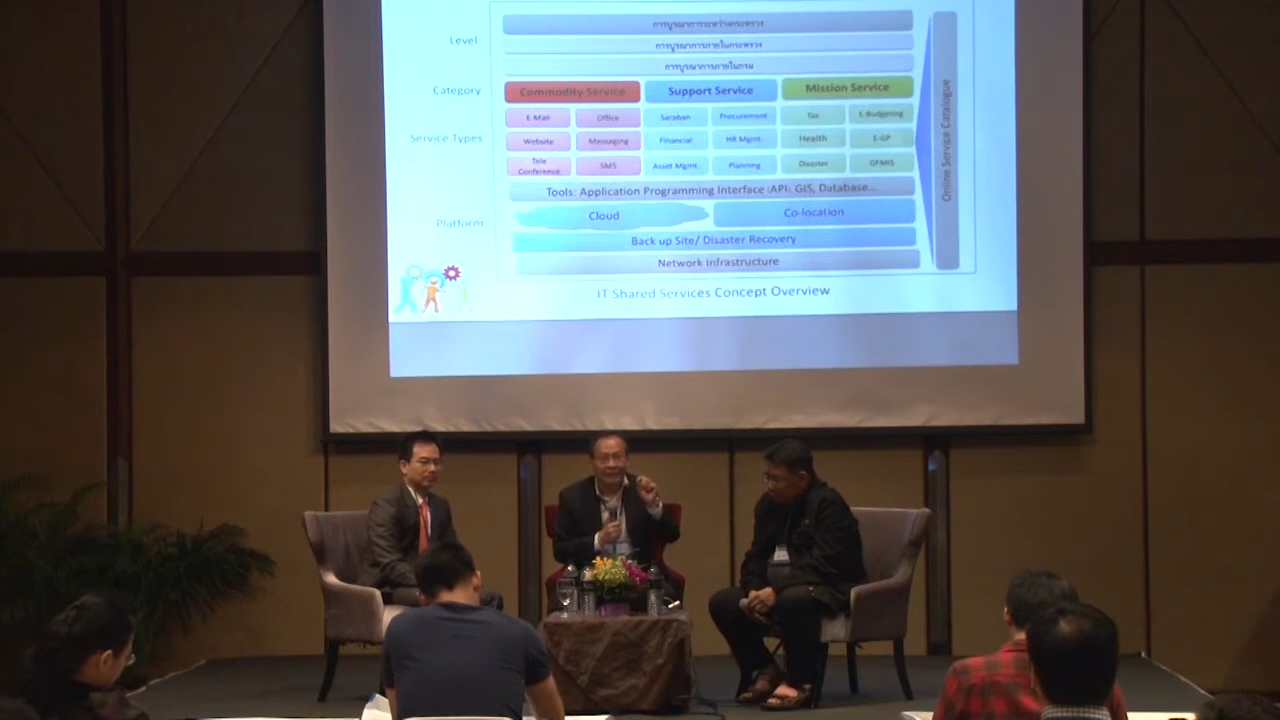 Level
การบูรณาการระหว่างกระทรวง
การบูรณาการภายในกระทรวง
การบูรณาการภายในกรม
Category
Commodity Service
Support Service
Mission Service
Service Types
E-Mail
Office
Saraban
Procurement
Tax
E Budgeting
Website
Messaging
Financial
HR Mgmt.
Health
E-GP
Tele
Conference
SMS
Asset Mgmt.
Planning
Disaster
GFMIS
Tools: Application Programming Interface (API), GIS, Database...
Platform
Cloud
Co-location
Back up Site/ Disaster Recovery
Network Infrastructure
Online Service Catalogue
IT Shared Services Concept Overview